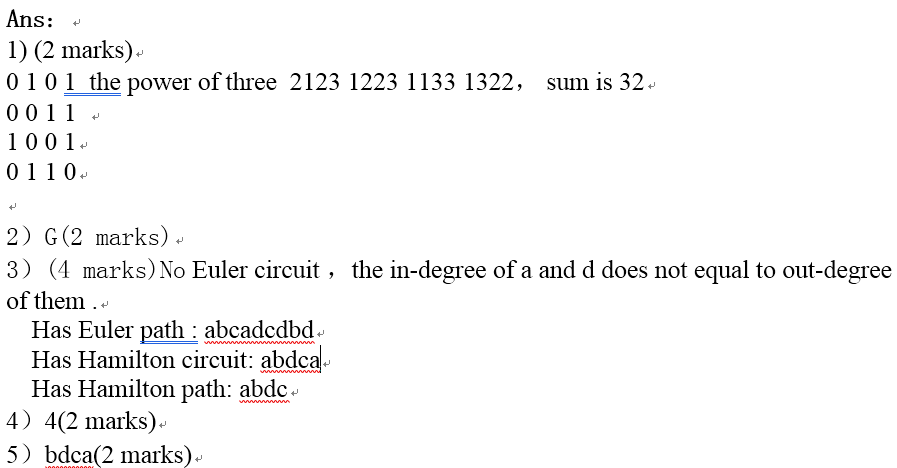 Ans：
1) (2 marks)
0 1 0 1  the power of three  2123 1223 1133 1322， sum is 32
0 0 1 1
1 0 0 1
0 1 1 0
2）G(2 marks)
3）(4 marks)No Euler circuit ，the in-degree of a and d does not equal to out-degree
of them .
Has Euler path : abcadcdbd
Has Hamilton circuit: abdca
Has Hamilton path: abdc
4）4(2 marks)
5）bdca(2 marks)